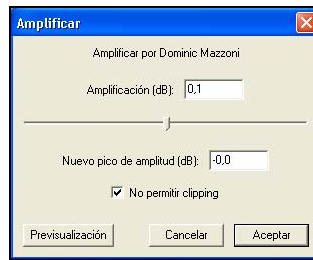 Amplificar
Amplificar por Dominic Mazzoni
Amplificación (dB): 0,1
Nuevo pico de amplitud (dB): -0,0
No permitir clipping
Previsualización Cancelar Aceptar